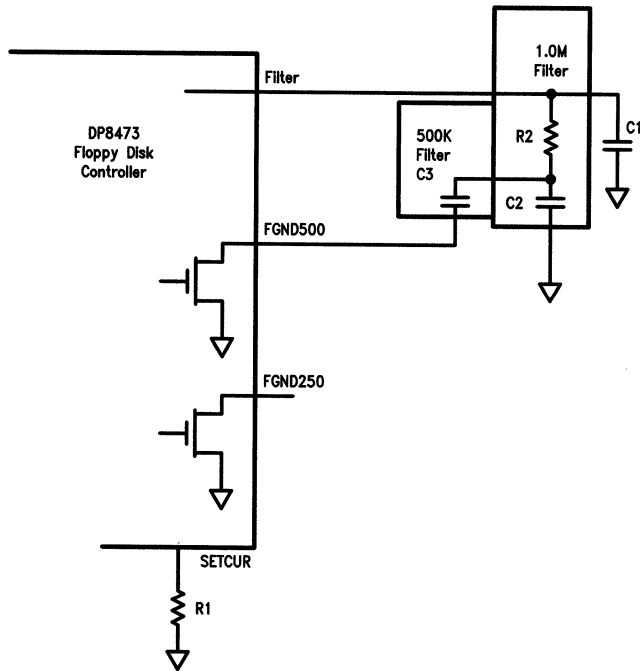 Filter
1.0M
Filter
DP8473
Floppy Disk
Controller
500K
Filter
C3
R2
C1
C2
FGND500
FGND250
SETCUR
R1